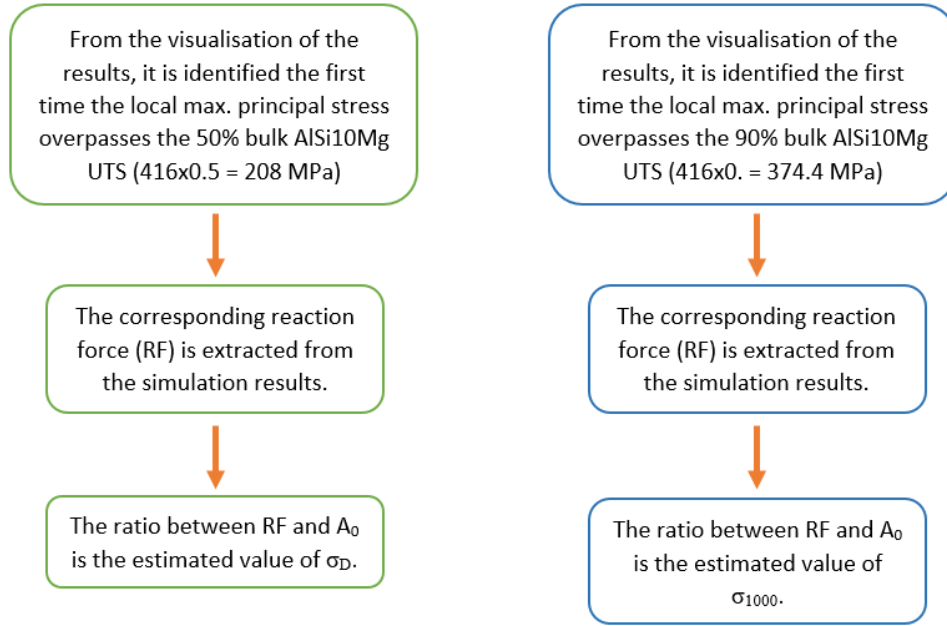 From the visualisation of the
results, it is identified the first
time the local max. principal stress
overpasses the 50% bulk AlSi10Mg
UTS (416x0.5 = 208 MPa)
The corresponding reaction
force (RF) is extracted from
the simulation results.
The ratio between RF and A₀
is the estimated value of σD.
From the visualisation of the
results, it is identified the first
time the local max. principal stress
overpasses the 90% bulk AlSi10Mg
UTS (416x0. = 374.4 MPa)
The corresponding reaction
force (RF) is extracted from
the simulation results.
The ratio between RF and A₀
is the estimated value of
σ₁₀₀₀.